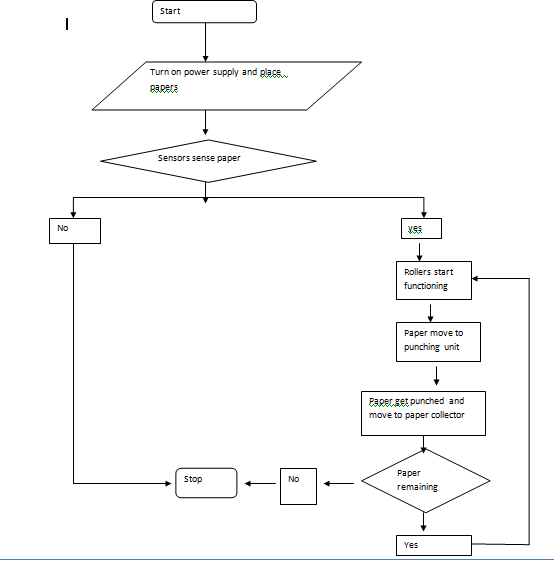 Start
Turn on power supply and place
papers
Sensors sense paper
No
yes
Rollers start
functioning
Paper move to
punching unit
Paper get punched and
move to paper collector
Paper
remaining
No
Stop
Yes